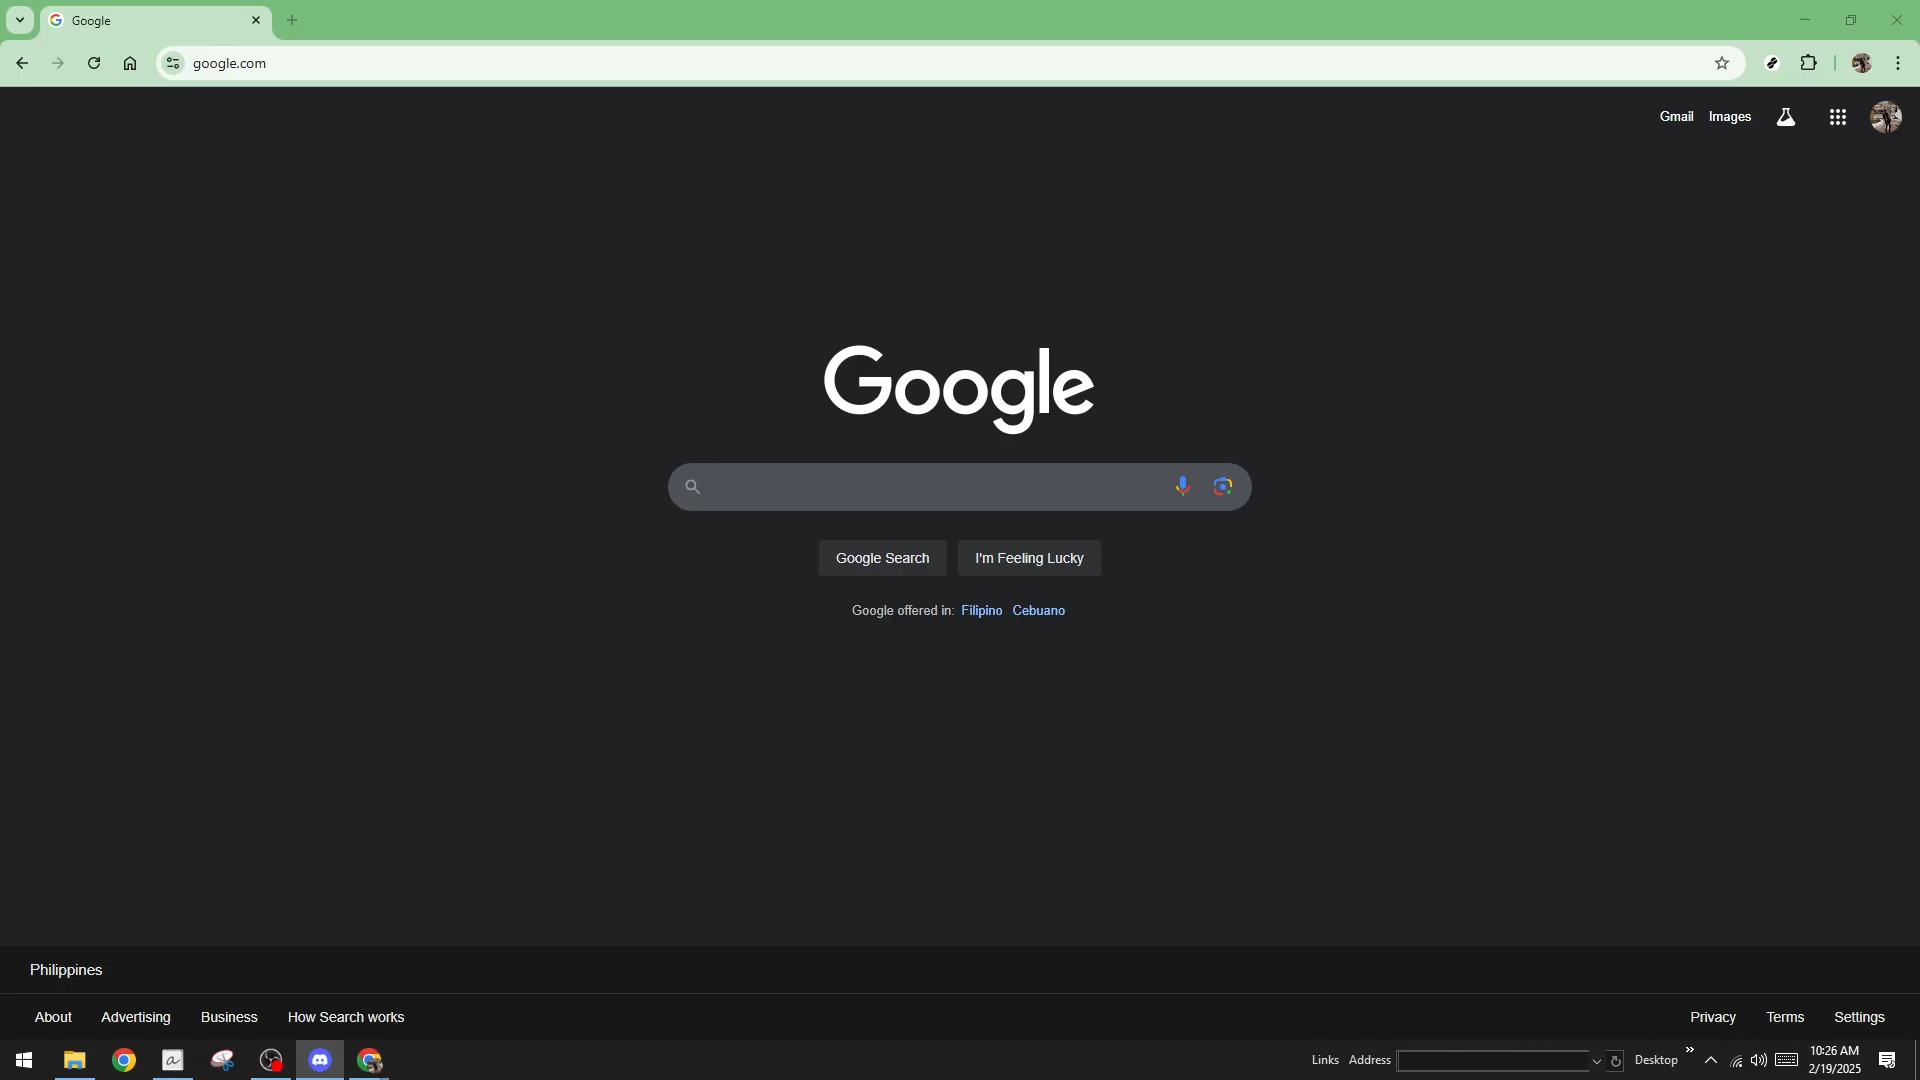 Google
google.com
Gmail Images
Google
Google Search I'm Feeling Lucky
Google offered in: Filipino Cebuano
Philippines
About Advertising Business How Search works Privacy Terms Settings
Links Address Desktop
10:26 AM
2/19/2025